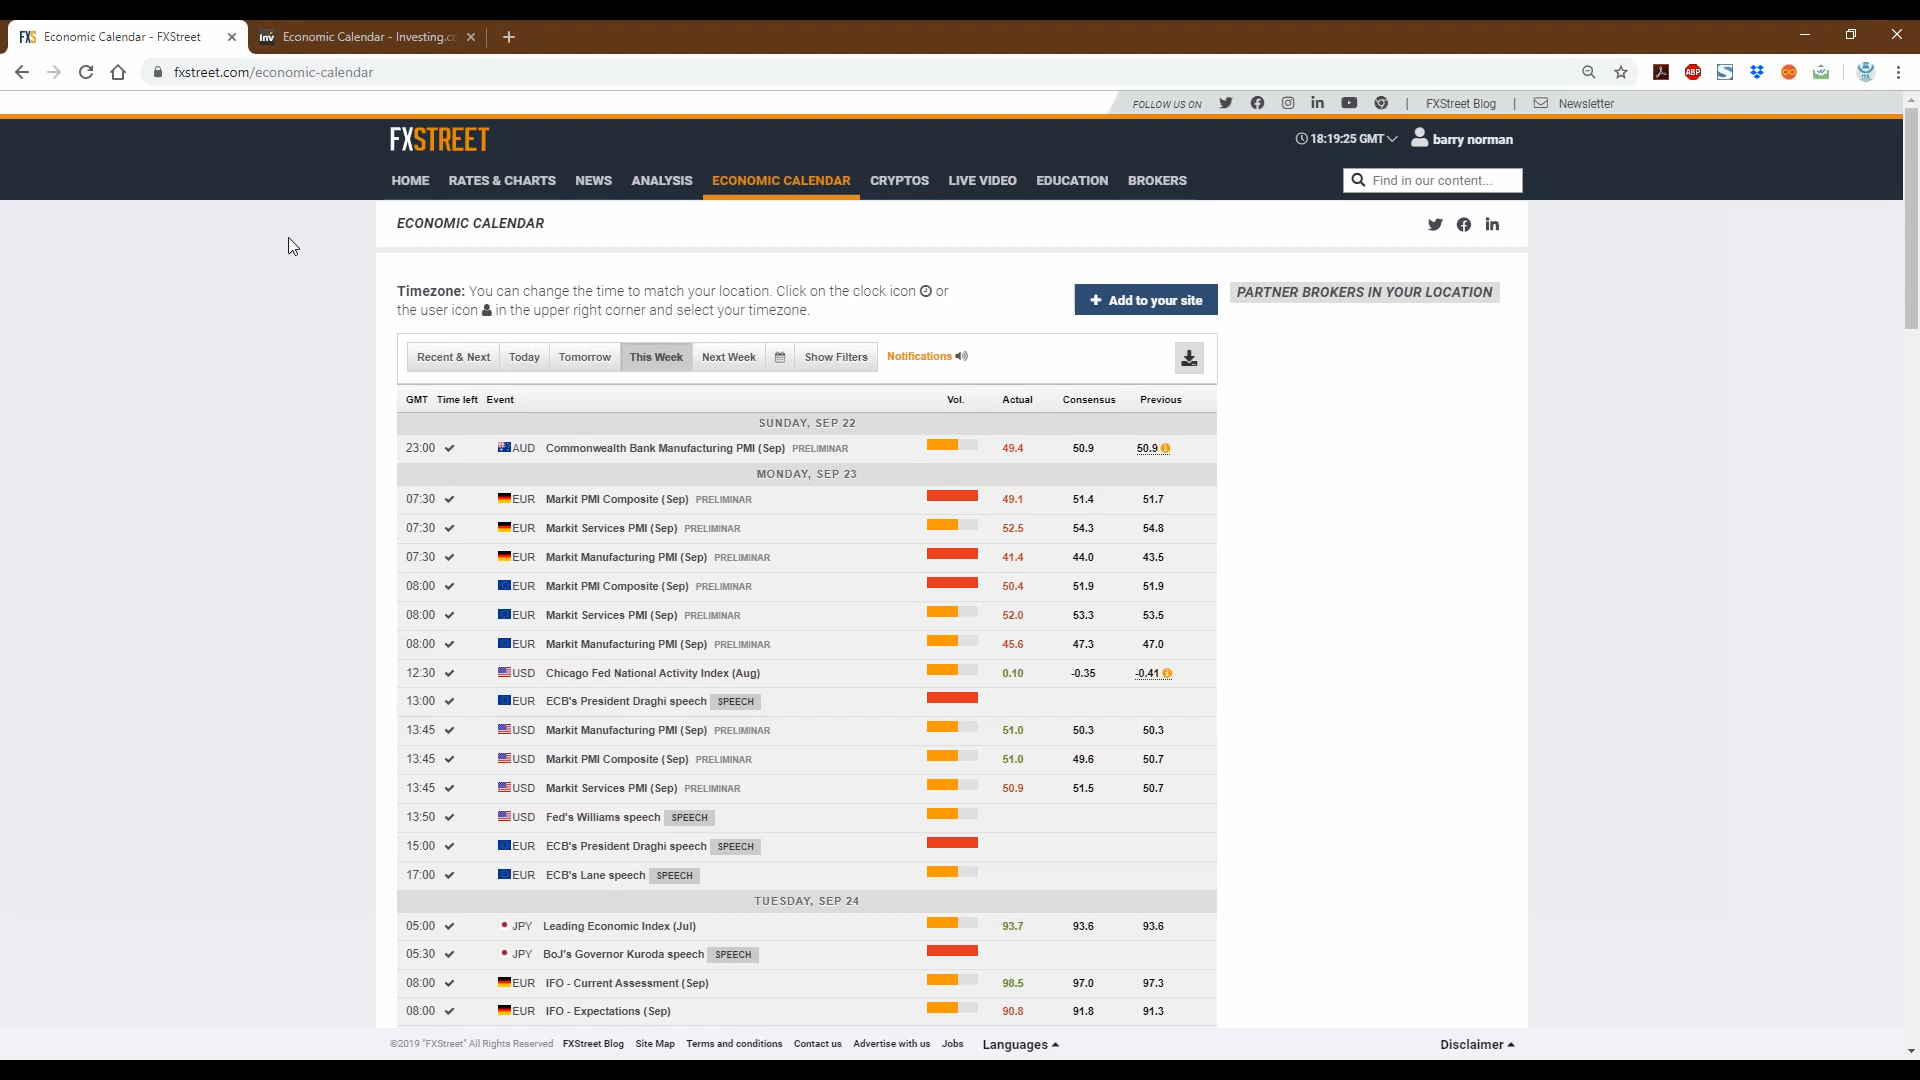 Economic Calendar - FXStreet
Economic Calendar - Investing.co
fxstreet.com/economic-calendar
FOLLOW US ON | FXStreet Blog | Newsletter
FXSTREET
18:19:25 GMT barry norman
HOME RATES & CHARTS NEWS ANALYSIS ECONOMIC CALENDAR CRYPTOS LIVE VIDEO EDUCATION BROKERS Find in our content...
ECONOMIC CALENDAR
Timezone: You can change the time to match your location. Click on the clock icon or
the user icon in the upper right corner and select your timezone.
+ Add to your site
PARTNER BROKERS IN YOUR LOCATION
Recent & Next Today Tomorrow This Week Next Week Show Filters Notifications
GMT Time left Event Vol. Actual Consensus Previous
SUNDAY, SEP 22
23:00 AUD Commonwealth Bank Manufacturing PMI (Sep) PRELIMINAR 49.4 50.9 50.9
MONDAY, SEP 23
07:30 EUR Markit PMI Composite (Sep) PRELIMINAR 49.1 51.4 51.7
07:30 EUR Markit Services PMI (Sep) PRELIMINAR 52.5 54.3 54.8
07:30 EUR Markit Manufacturing PMI (Sep) PRELIMINAR 41.4 44.0 43.5
08:00 EUR Markit PMI Composite (Sep) PRELIMINAR 50.4 51.9 51.9
08:00 EUR Markit Services PMI (Sep) PRELIMINAR 52.0 53.3 53.5
08:00 EUR Markit Manufacturing PMI (Sep) PRELIMINAR 45.6 47.3 47.0
12:30 USD Chicago Fed National Activity Index (Aug) 0.10 -0.35 -0.41
13:00 EUR ECB's President Draghi speech SPEECH
13:45 USD Markit Manufacturing PMI (Sep) PRELIMINAR 51.0 50.3 50.3
13:45 USD Markit PMI Composite (Sep) PRELIMINAR 51.0 49.6 50.7
13:45 USD Markit Services PMI (Sep) PRELIMINAR 50.9 51.5 50.7
13:50 USD Fed's Williams speech SPEECH
15:00 EUR ECB's President Draghi speech SPEECH
17:00 EUR ECB's Lane speech SPEECH
TUESDAY, SEP 24
05:00 JPY Leading Economic Index (Jul) 93.7 93.6 93.6
05:30 JPY BoJ's Governor Kuroda speech SPEECH
08:00 EUR IFO - Current Assessment (Sep) 98.5 97.0 97.3
08:00 EUR IFO - Expectations (Sep) 90.8 91.8 91.3
©2019 "FXStreet" All Rights Reserved FXStreet Blog Site Map Terms and conditions Contact us Advertise with us Jobs Languages Disclaimer